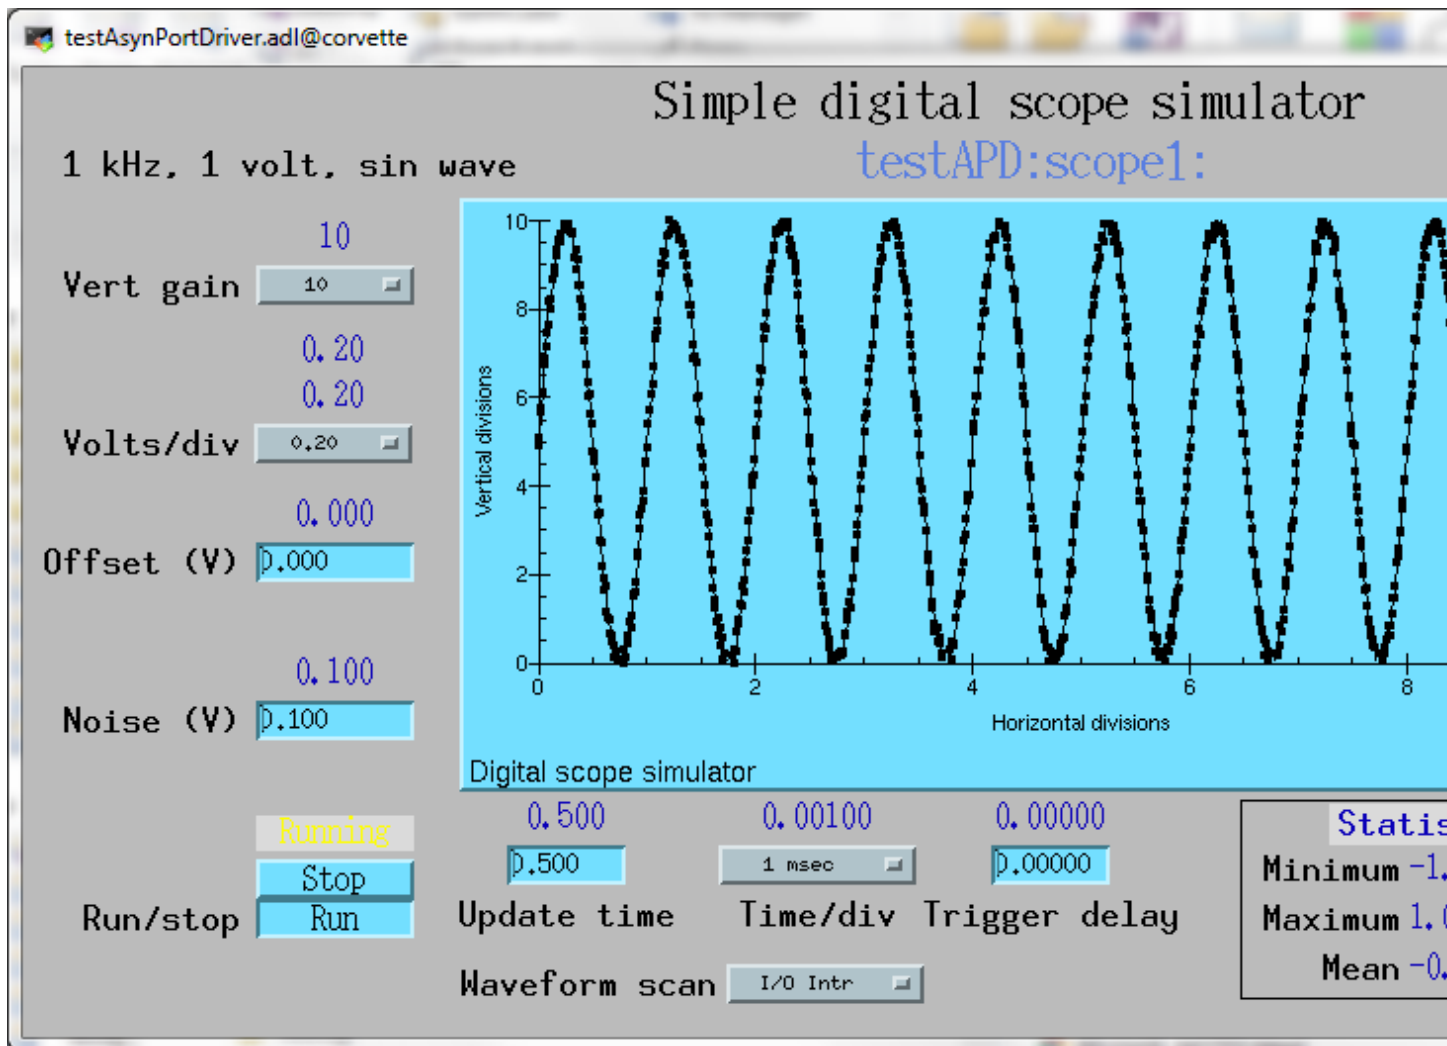 testAsynPortDriver.adl@corvette
Simple digital scope simulator
1 kHz, 1 volt, sin wave
testAPD:scope1:
10
Vert gain 10
0.20
0.20
Volts/div 0.20
0.000
Offset (V) 0.000
0.100
Noise (V) 0.100
10
8
6
4
2
0
Vertical divisions
0 2 4 6 8
Horizontal divisions
Digital scope simulator
Running
Stop
Run/stop Run
0.500 0.00100 0.00000
0.500 1 msec 0.00000
Update time Time/div Trigger delay
Waveform scan I/O Intr
Statis
Minimum -1.
Maximum 1.
Mean -0.